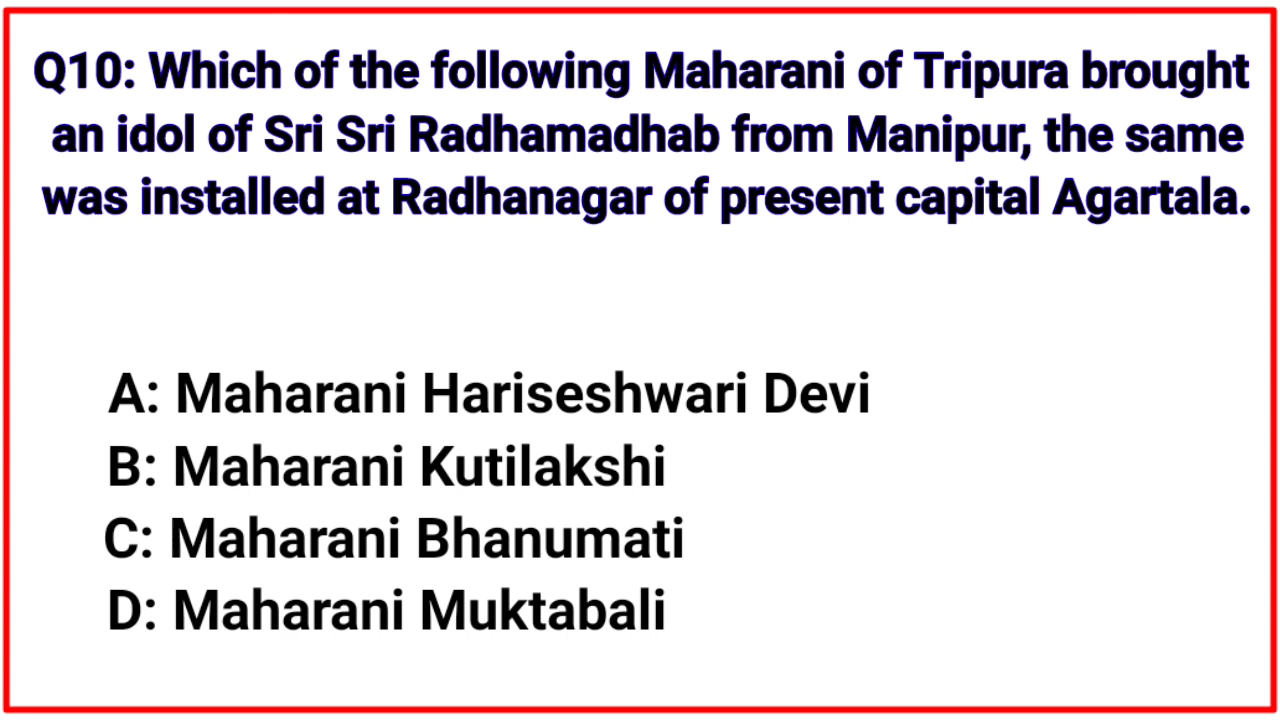 Q10: Which of the following Maharani of Tripura brought
an idol of Sri Sri Radhamadhab from Manipur, the same
was installed at Radhanagar of present capital Agartala.
A: Maharani Hariseshwari Devi
B: Maharani Kutilakshi
C: Maharani Bhanumati
D: Maharani Muktabali